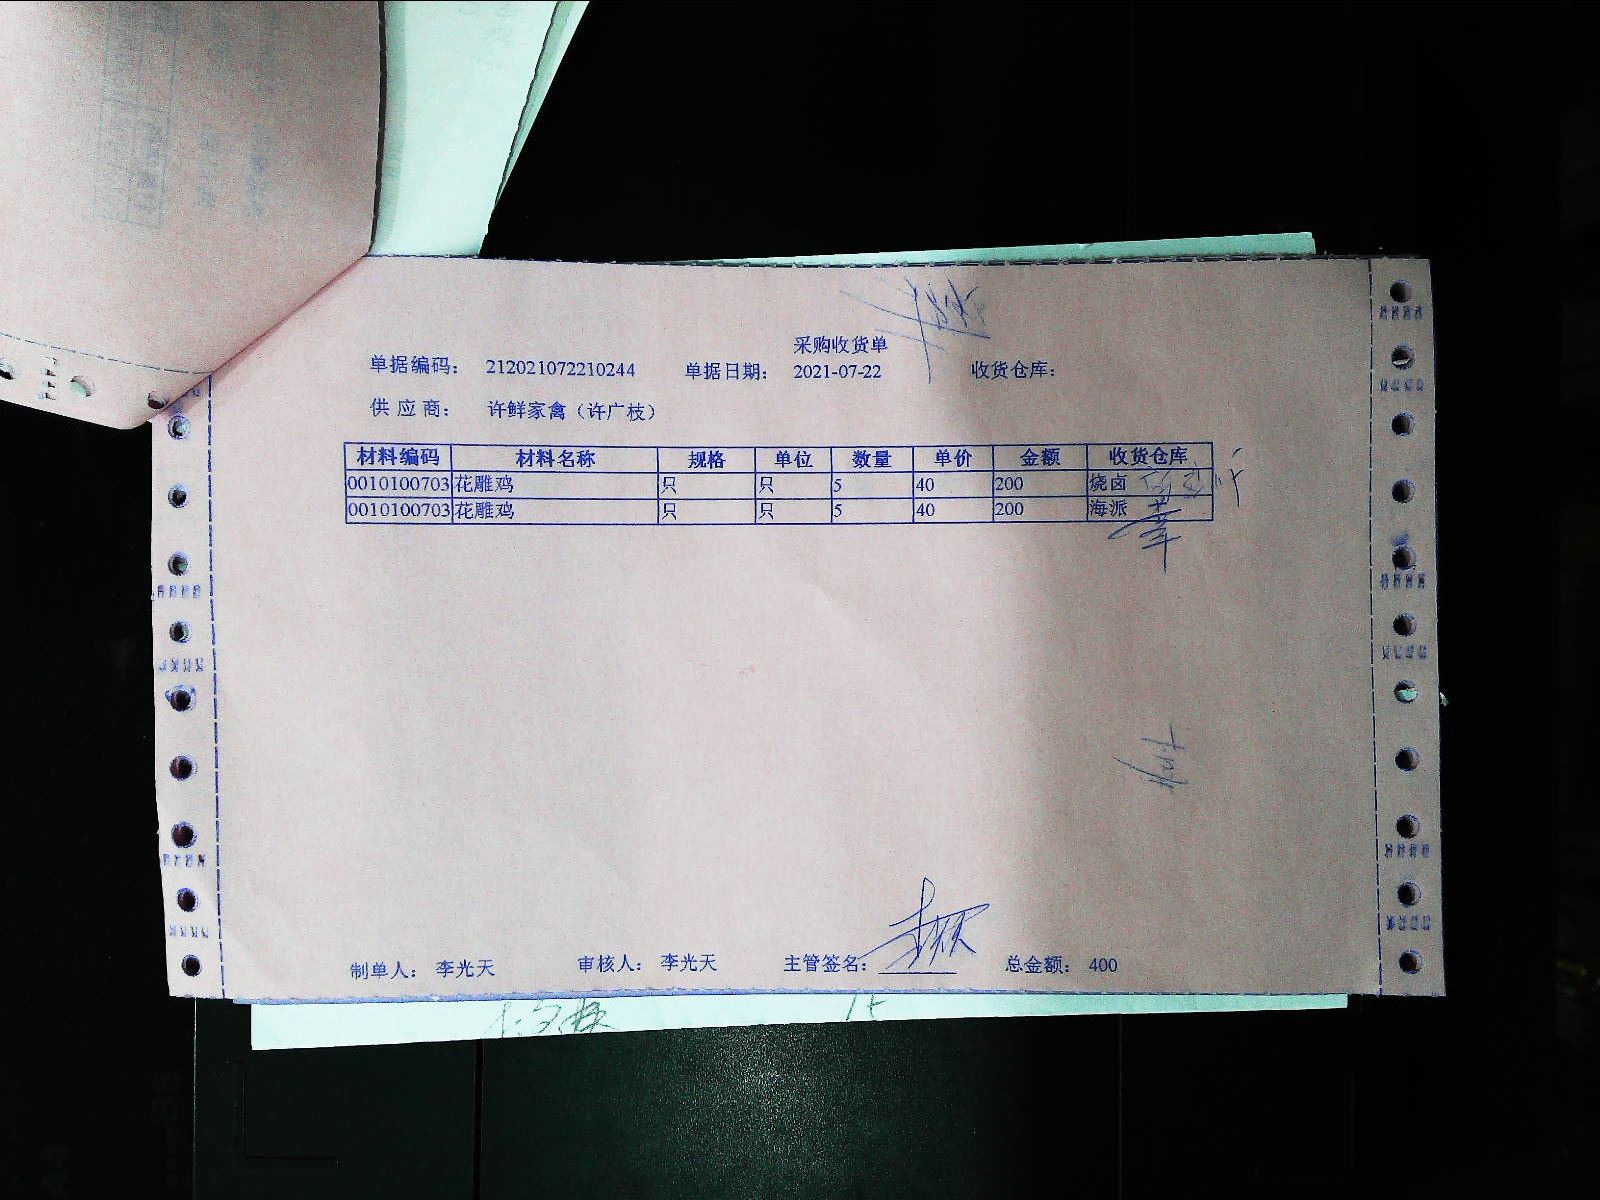 采购收货单
单据编码： 212021072210244 单据日期： 2021-07-22 收货仓库：
供 应 商： 许鲜家禽（许广枝）
材料编码 材料名称 规格 单位 数量 单价 金额 收货仓库
0010100703 花雕鸡 只 只 5 40 200 烧卤
0010100703 花雕鸡 只 只 5 40 200 海派
制单人： 李光天 审核人： 李光天 主管签名： 总金额： 400